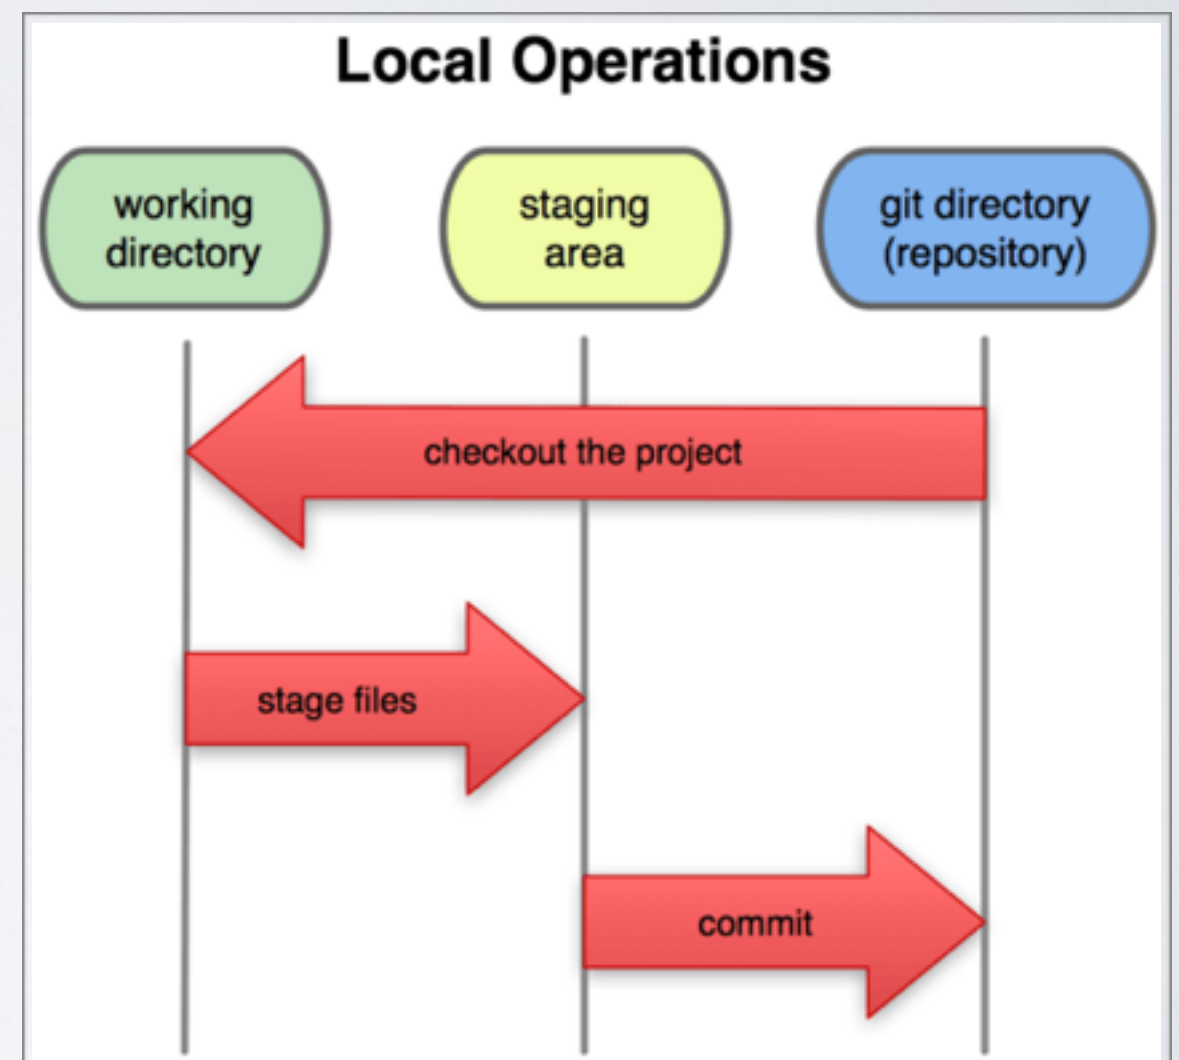 Local Operations
working
directory
staging
area
git directory
(repository)
checkout the project
stage files
commit